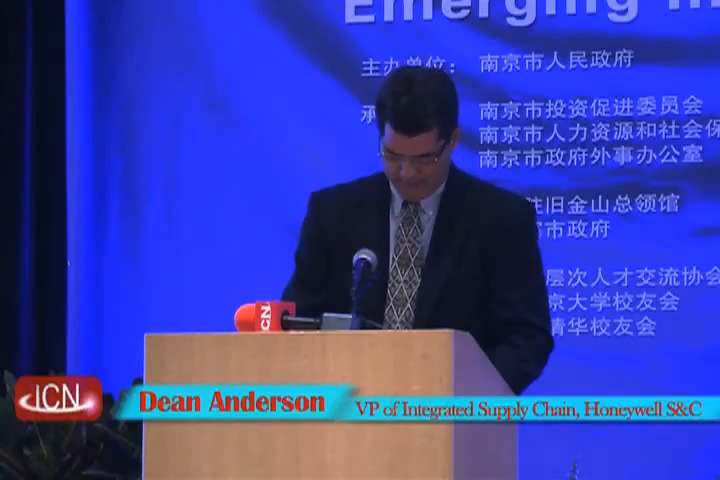 Emerging
主办单位： 南京市人民政府
南京市投资促进委员会
南京市人力资源和社会保
南京市政府外事办公室
驻旧金山总领馆
市政府
层次人才交流协会
京大学校友会
清华校友会
ICN
ICN
Dean Anderson
VP of Integrated Supply Chain, Honeywell S&C